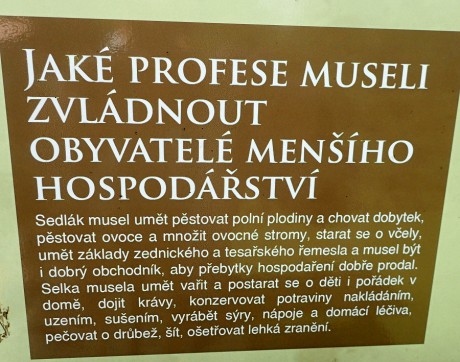 JAKÉ PROFESE MUSELI
ZVLÁDNOUT
OBYVATELÉ MENŠÍHO
HOSPODÁŘSTVÍ
Sedlák musel umět pěstovat polní plodiny a chovat dobytek,
pěstovat ovoce a množit ovocné stromy, starat se o včely,
umět základy zednického a tesařského řemesla a musel být
i dobrý obchodník, aby přebytky hospodaření dobře prodal.
Selka musela umět vařit a postarat se o děti i pořádek v
domě, dojit krávy, konzervovat potraviny nakládáním,
uzením, sušením, vyrábět sýry, nápoje a domácí léčiva,
pečovat o drůbež, šít, ošetřovat lehká zranění.